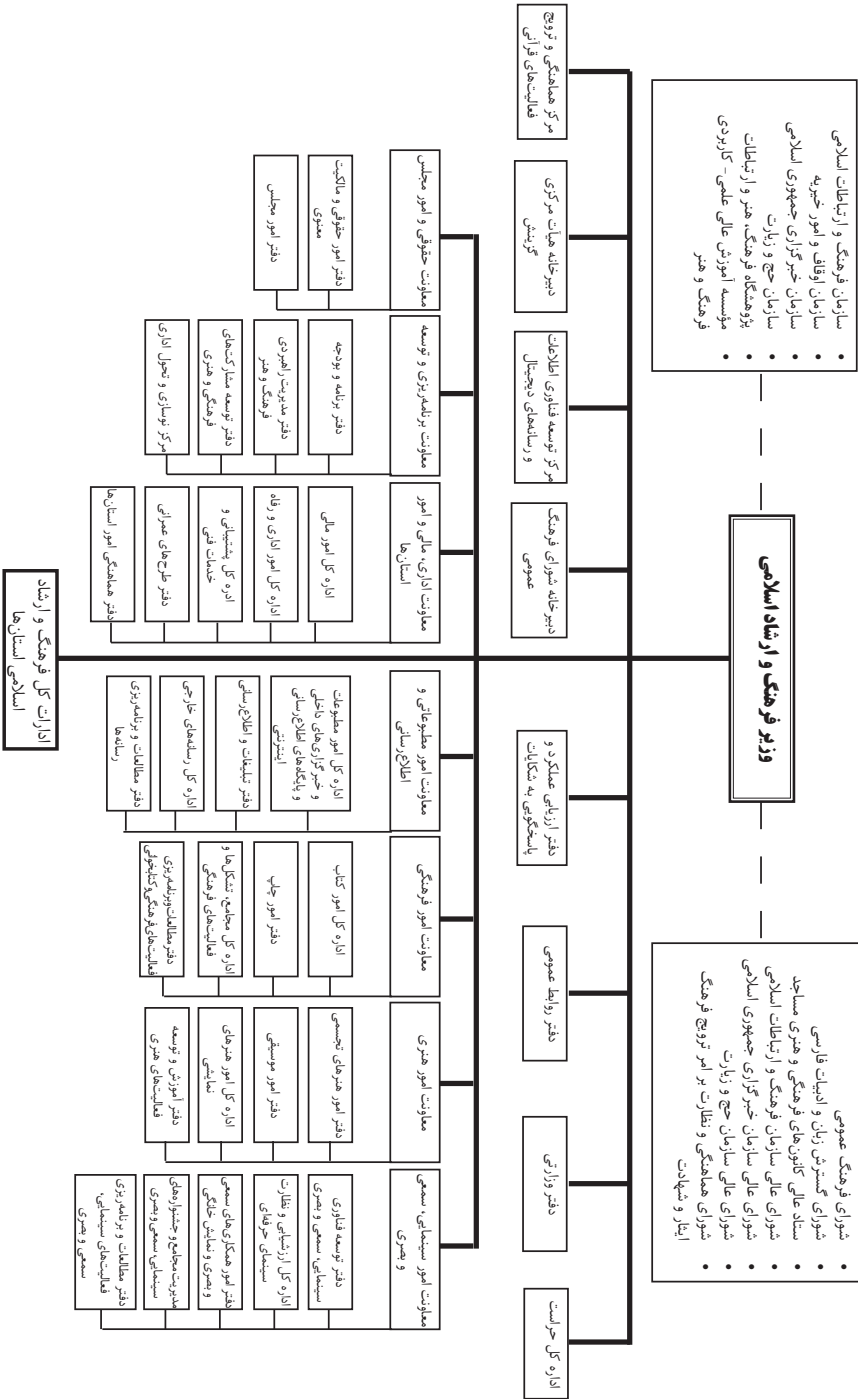 وزیر فرهنگ و ارشاد اسلامی
• شورای فرهنگ عمومی
• شورای گسترش زبان و ادبیات فارسی
• ستاد عالی کانون‌های فرهنگی و هنری مساجد
• شورای عالی سازمان فرهنگ و ارتباطات اسلامی
• شورای عالی سازمان خبرگزاری جمهوری اسلامی
• شورای عالی سازمان حج و زیارت
• شورای هماهنگی و نظارت بر امر ترویج فرهنگ
ایثار و شهادت
• سازمان فرهنگ و ارتباطات اسلامی
• سازمان اوقاف و امور خیریه
• سازمان خبرگزاری جمهوری اسلامی
• سازمان حج و زیارت
• پژوهشگاه فرهنگ، هنر و ارتباطات
• مؤسسه آموزش عالی علمی- کاربردی
فرهنگ و هنر
اداره کل حراست
دفتر وزارتی
دفتر روابط عمومی
دفتر ارزیابی عملکرد و
پاسخگویی به شکایات
دبیرخانه شورای فرهنگ
عمومی
مرکز توسعه فناوری اطلاعات
و رسانه‌های دیجیتال
دبیرخانه هیأت مرکزی
گزینش
مرکز هماهنگی و ترویج
فعالیت‌های قرآنی
معاونت امور سینمایی، سمعی
و بصری
دفتر توسعه فناوری
سینمایی، سمعی و بصری
اداره کل ارزشیابی و نظارت
سینمای حرفه‌ای
دفتر امور همکاری‌های سمعی
و بصری و نمایش خانگی
مدیریت مجامع و جشنواره‌های
سینمایی، سمعی و بصری
دفتر مطالعات و برنامه‌ریزی
فعالیت‌های سینمایی،
سمعی و بصری
معاونت امور هنری
دفتر امور هنرهای تجسمی
دفتر امور موسیقی
اداره کل امور هنرهای
نمایشی
دفتر آموزش و توسعه
فعالیت‌های هنری
معاونت امور فرهنگی
اداره کل امور کتاب
دفتر امور چاپ
اداره کل مجامع، تشکل‌ها و
فعالیت‌های فرهنگی
دفتر مطالعات و برنامه‌ریزی
فعالیت‌های فرهنگی و کتابخوانی
معاونت امور مطبوعاتی و
اطلاع‌رسانی
اداره کل امور مطبوعات
و خبرگزاری‌های داخلی
و پایگاه‌های اطلاع‌رسانی
اینترنتی
دفتر تبلیغات و اطلاع‌رسانی
اداره کل رسانه‌های خارجی
دفتر مطالعات و برنامه‌ریزی
رسانه‌ها
معاونت اداری، مالی و امور
استان‌ها
اداره کل امور مالی
اداره کل امور اداری و رفاه
ادره کل پشتیبانی و
خدمات فنی
دفتر طرح‌های عمرانی
دفتر هماهنگی امور استان‌ها
معاونت برنامه‌ریزی و توسعه
دفتر برنامه و بودجه
دفتر مدیریت راهبردی
فرهنگ و هنر
دفتر توسعه مشارکت‌های
فرهنگی و هنری
مرکز نوسازی و تحول اداری
معاونت حقوقی و امور مجلس
دفتر امور حقوقی و مالکیت
معنوی
دفتر امور مجلس
ادارات کل فرهنگ و ارشاد
اسلامی استان‌ها